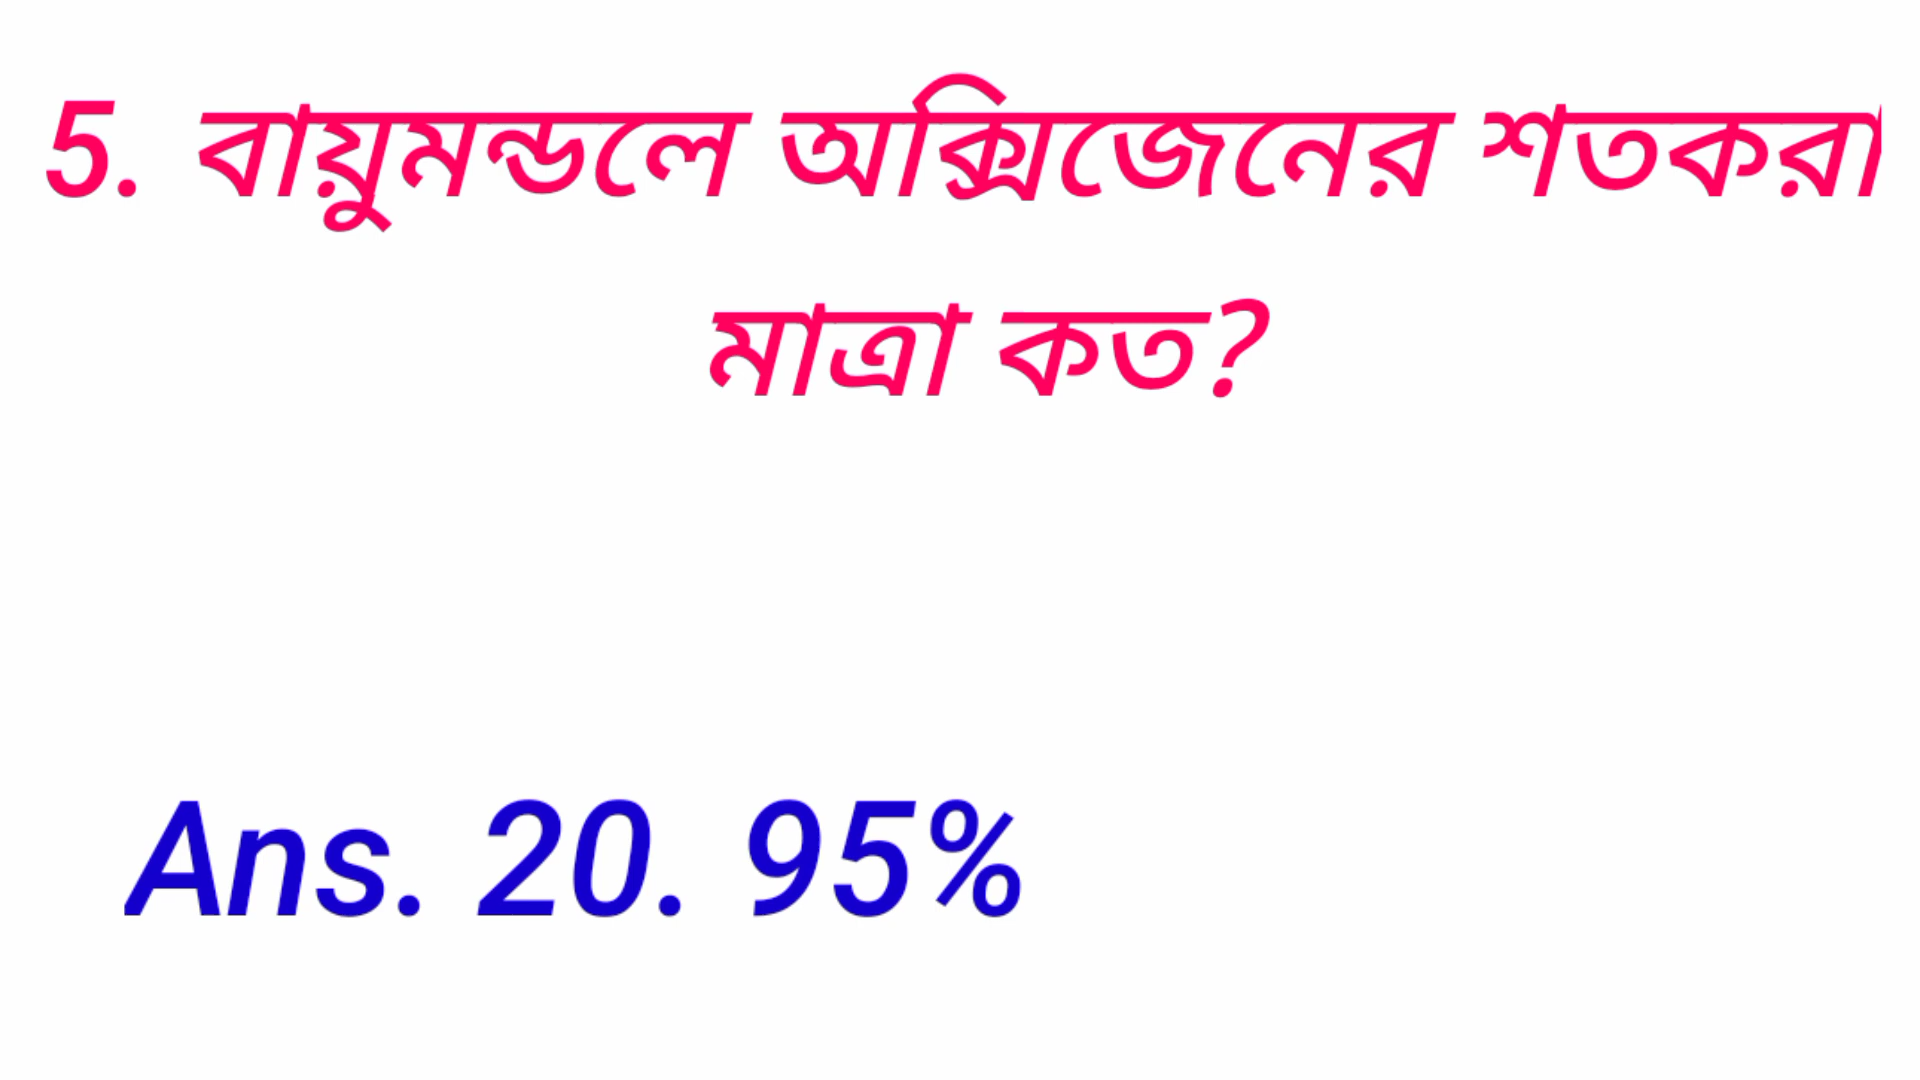 5. বায়ুমন্ডলে অক্সিজেনের শতকরা
মাত্রা কত?
Ans. 20. 95%